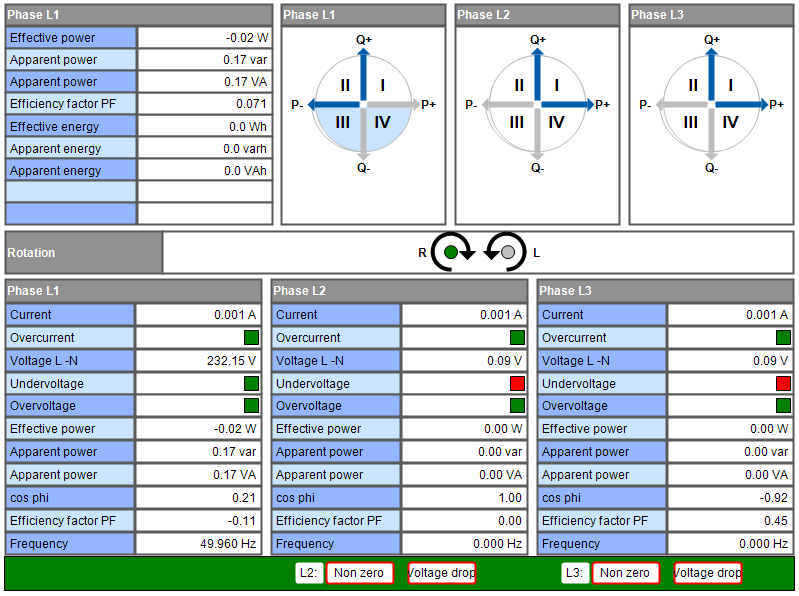 Phase L1
Effective power -0.02 W
Apparent power 0.17 var
Apparent power 0.17 VA
Efficiency factor PF 0.071
Effective energy 0.0 Wh
Apparent energy 0.0 varh
Apparent energy 0.0 VAh
Phase L1
Q+
II I
P- P+
III IV
Q-
Phase L2
Q+
II I
P- P+
III IV
Q-
Phase L3
Q+
II I
P- P+
III IV
Q-
Rotation R L
Phase L1
Current 0.001 A
Overcurrent
Voltage L -N 232.15 V
Undervoltage
Overvoltage
Effective power -0.02 W
Apparent power 0.17 var
Apparent power 0.17 VA
cos phi 0.21
Efficiency factor PF -0.11
Frequency 49.960 Hz
Phase L2
Current 0.001 A
Overcurrent
Voltage L -N 0.09 V
Undervoltage
Overvoltage
Effective power 0.00 W
Apparent power 0.00 var
Apparent power 0.00 VA
cos phi 1.00
Efficiency factor PF 0.00
Frequency 0.000 Hz
Phase L3
Current 0.001 A
Overcurrent
Voltage L -N 0.09 V
Undervoltage
Overvoltage
Effective power 0.00 W
Apparent power 0.00 var
Apparent power 0.00 VA
cos phi -0.92
Efficiency factor PF 0.45
Frequency 0.000 Hz
L2: Non zero Voltage drop L3: Non zero Voltage drop